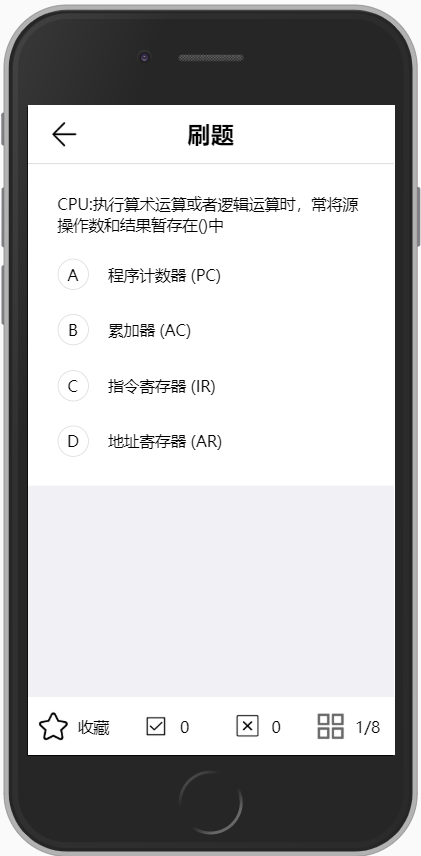 刷题
CPU:执行算术运算或者逻辑运算时，常将源
操作数和结果暂存在()中
A 程序计数器 (PC)
B 累加器 (AC)
C 指令寄存器 (IR)
D 地址寄存器 (AR)
收藏 0 0 1/8